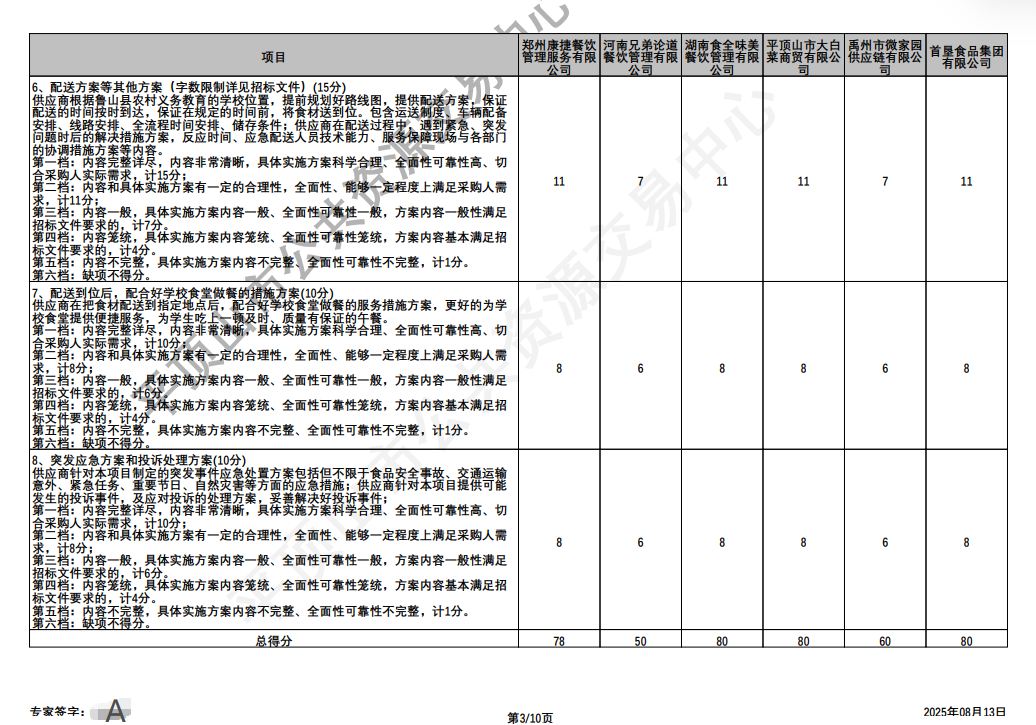 项目
郑州康捷餐饮
管理服务有限
公司
河南兄弟论道
餐饮管理有限
公司
湖南食全味美
餐饮管理有限
公司
平顶山市大白
菜商贸有限公
司
禹州市微家园
供应链有限公
司
首垦食品集团
有限公司
6、配送方案等其他方案（字数限制详见招标文件）(15分)
供应商根据鲁山县农村义务教育的学校位置，提前规划好路线图，提供配送方案，保证
配送的时间按时到达，保证在规定的时间前，将食材送到位。包含运送制度、车辆配备
安排、线路安排、全流程时间安排、储存条件；供应商在配送过程中，遇到紧急、突发
问题时后的解决措施方案，反应时间、应急配送人员技术能力、服务保障现场与各部门
的协调措施方案等内容。
第一档：内容完整详尽，内容非常清晰，具体实施方案科学合理、全面性可靠性高、切
合采购人实际需求，计15分；
第二档：内容和具体实施方案有一定的合理性，全面性、能够一定程度上满足采购人需
求，计11分；
第三档：内容一般，具体实施方案内容一般、全面性可靠性一般，方案内容一般性满足
招标文件要求的，计7分。
第四档：内容笼统，具体实施方案内容笼统、全面性可靠性笼统，方案内容基本满足招
标文件要求的，计4分。
第五档：内容不完整，具体实施方案内容不完整、全面性可靠性不完整，计1分。
第六档：缺项不得分。
11 7 11 11 7 11
7、配送到位后，配合好学校食堂做餐的措施方案(10分)
供应商在把食材配送到指定地点后，配合好学校食堂做餐的服务措施方案，更好的为学
校食堂提供便捷服务，为学生吃上一顿及时、质量有保证的午餐。
第一档：内容完整详尽，内容非常清晰，具体实施方案科学合理、全面性可靠性高、切
合采购人实际需求，计10分；
第二档：内容和具体实施方案有一定的合理性，全面性、能够一定程度上满足采购人需
求，计8分；
第三档：内容一般，具体实施方案内容一般、全面性可靠性一般，方案内容一般性满足
招标文件要求的，计6分。
第四档：内容笼统，具体实施方案内容笼统、全面性可靠性笼统，方案内容基本满足招
标文件要求的，计4分。
第五档：内容不完整，具体实施方案内容不完整、全面性可靠性不完整，计1分。
第六档：缺项不得分。
8 6 8 8 6 8
8、突发应急方案和投诉处理方案(10分)
供应商针对本项目制定的突发事件应急处置方案包括但不限于食品安全事故、交通运输
意外、紧急任务、重要节日、自然灾害等方面的应急措施；供应商针对本项目提供可能
发生的投诉事件，及应对投诉的处理方案，妥善解决好投诉事件；
第一档：内容完整详尽，内容非常清晰，具体实施方案科学合理、全面性可靠性高、切
合采购人实际需求，计10分；
第二档：内容和具体实施方案有一定的合理性，全面性、能够一定程度上满足采购人需
求，计8分；
第三档：内容一般，具体实施方案内容一般、全面性可靠性一般，方案内容一般性满足
招标文件要求的，计6分。
第四档：内容笼统，具体实施方案内容笼统、全面性可靠性笼统，方案内容基本满足招
标文件要求的，计4分。
第五档：内容不完整，具体实施方案内容不完整、全面性可靠性不完整，计1分。
第六档：缺项不得分。
8 6 8 8 6 8
总得分 78 50 80 80 60 80
平顶山市公共资源交易中心
平顶山市公共资源交易中心
专家签字： A
第3/10页
2025年08月13日